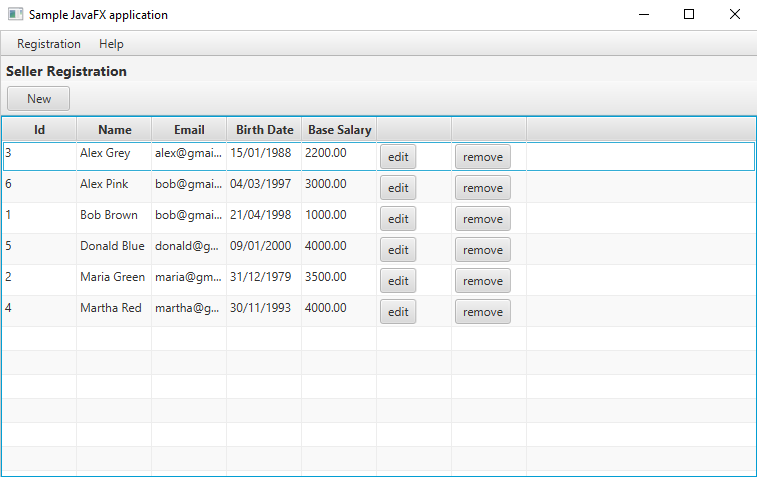 Sample JavaFX application
Registration Help
Seller Registration
New
Id Name Email Birth Date Base Salary
3 Alex Grey alex@gmai... 15/01/1988 2200.00 edit remove
6 Alex Pink bob@gmai... 04/03/1997 3000.00 edit remove
1 Bob Brown bob@gmai... 21/04/1998 1000.00 edit remove
5 Donald Blue donald@g... 09/01/2000 4000.00 edit remove
2 Maria Green maria@gm... 31/12/1979 3500.00 edit remove
4 Martha Red martha@g... 30/11/1993 4000.00 edit remove